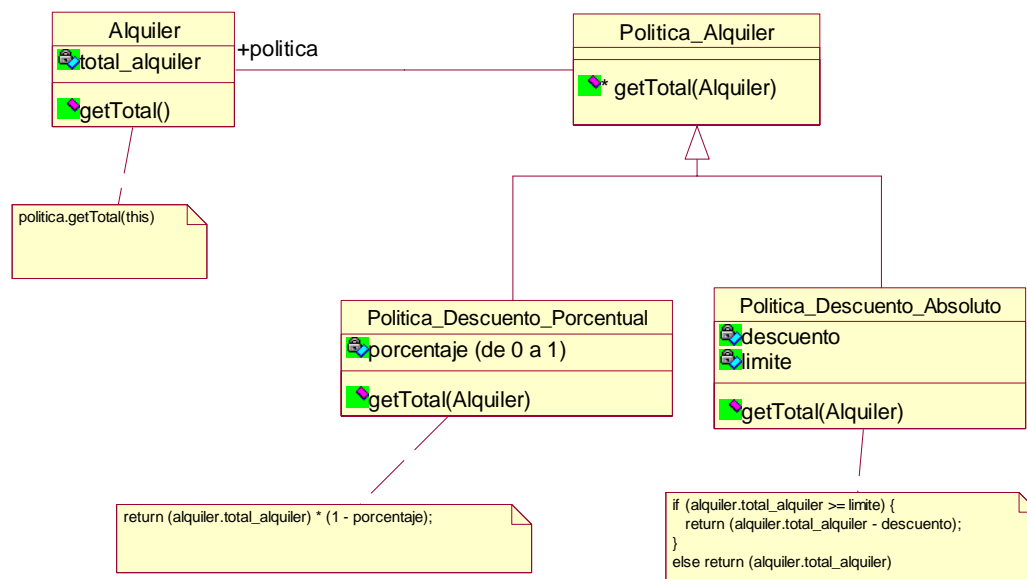 Alquiler
total_alquiler
getTotal()
+politica
Politica_Alquiler
* getTotal(Alquiler)
politica.getTotal(this)
Politica_Descuento_Porcentual
porcentaje (de 0 a 1)
getTotal(Alquiler)
Politica_Descuento_Absoluto
descuento
limite
getTotal(Alquiler)
return (alquiler.total_alquiler) * (1 - porcentaje);
if (alquiler.total_alquiler >= limite) {
return (alquiler.total_alquiler - descuento);
}
else return (alquiler.total_alquiler)